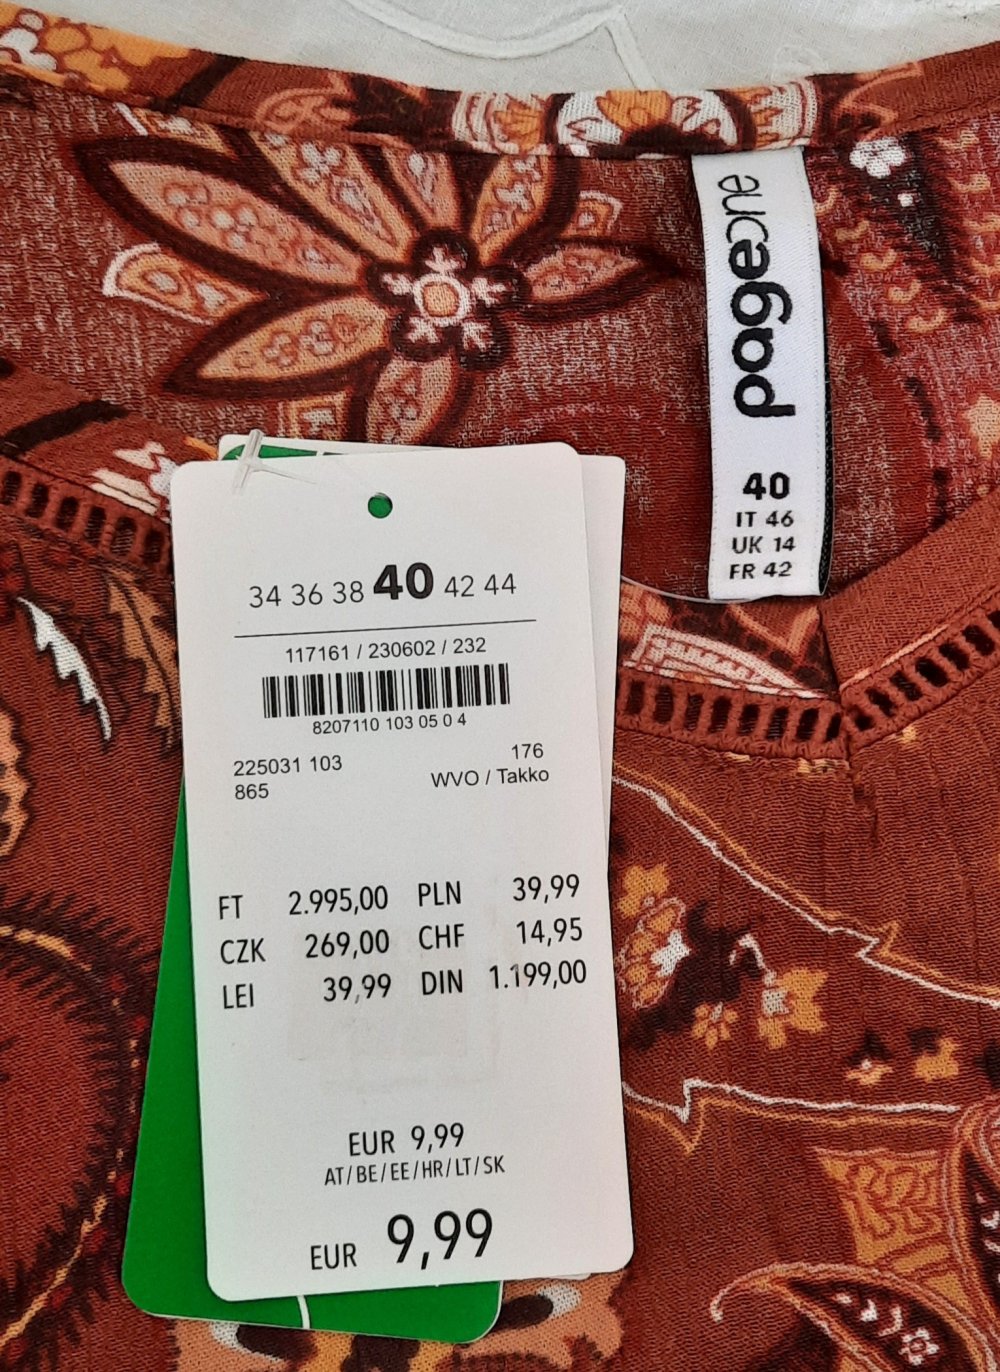 pageone
40
IT 46
UK 14
FR 42
34 36 38 40 42 44
117161 / 230602 / 232
8207110 103 05 0 4
225031 103 176
865 WVO / Takko
FT 2.995,00 PLN 39,99
CZK 269,00 CHF 14,95
LEI 39,99 DIN 1.199,00
EUR 9,99
AT/BE/EE/HR/LT/SK
EUR 9,99